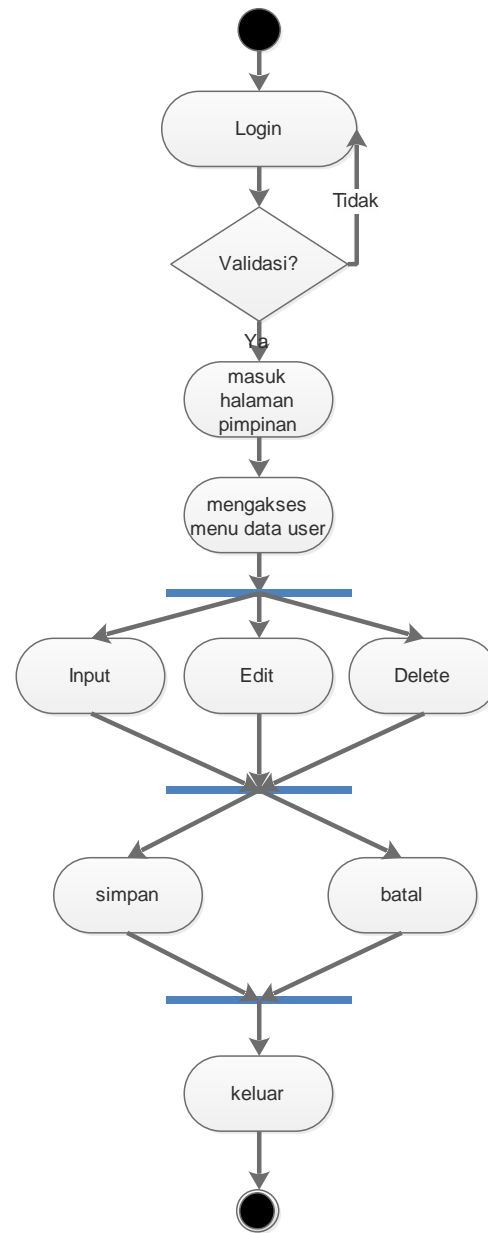 Login
Tidak
Validasi?
Ya
masuk
halaman
pimpinan
mengakses
menu data user
Input
Edit
Delete
simpan
batal
keluar